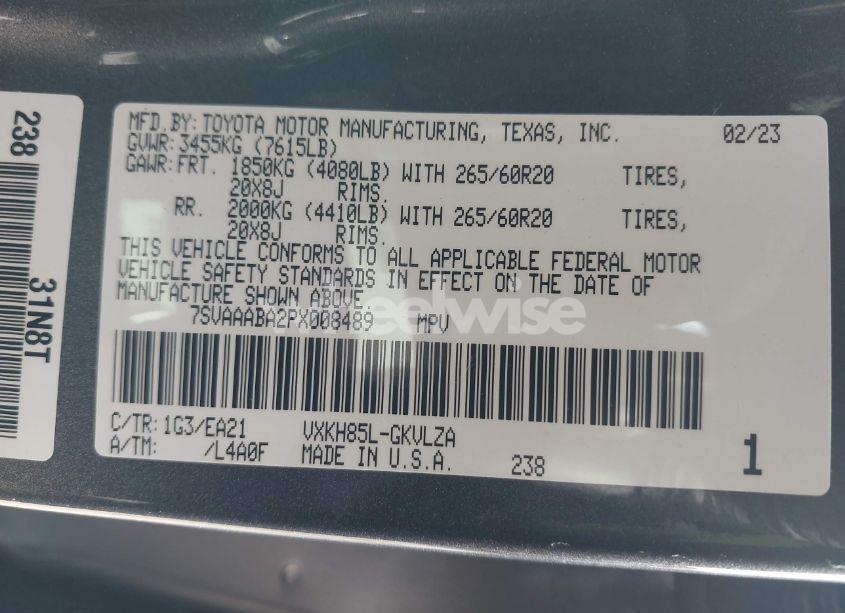 MFD.BY: TOYOTA MOTOR MANUFACTURING, TEXAS, INC. 02/23
GVWR: 3455KG (7615LB)
GAWR: FRT. 1850KG (4080LB) WITH 265/60R20 TIRES,
20X8J RIMS.
RR. 2000KG (4410LB) WITH 265/60R20 TIRES,
20X8J RIMS.
THIS VEHICLE CONFORMS TO ALL APPLICABLE FEDERAL MOTOR
VEHICLE SAFETY STANDARDS IN EFFECT ON THE DATE OF
MANUFACTURE SHOWN ABOVE.
7SVAAABA2PX008489 MPV
C/TR: 1G3/EA21 VXKH85L-GKVLZA
A/TM: /L4A0F MADE IN U.S.A. 238 1
238
31N8T